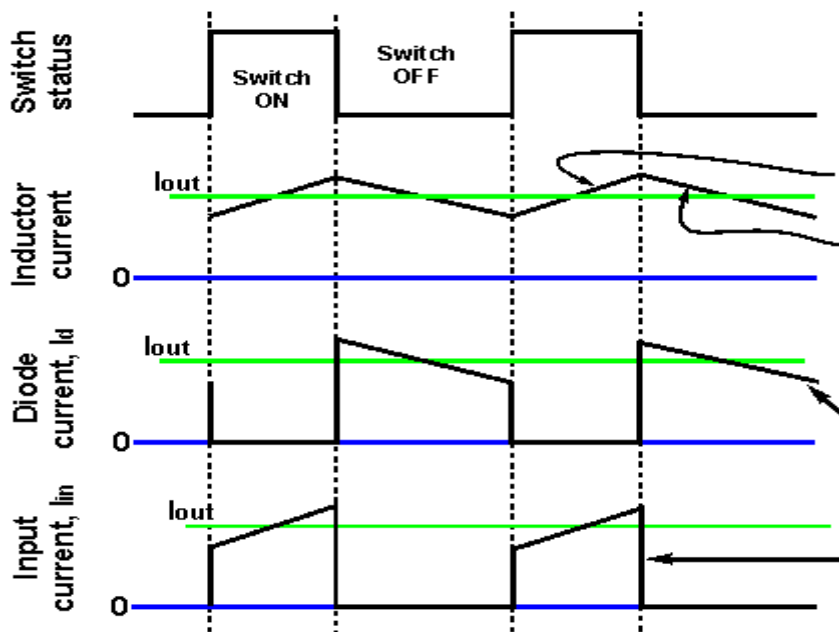 Switch
status
Switch
ON
Switch
OFF
Inductor
current
Iout
0
Diode
current, Id
Iout
0
Input
current, Iin
Iout
0